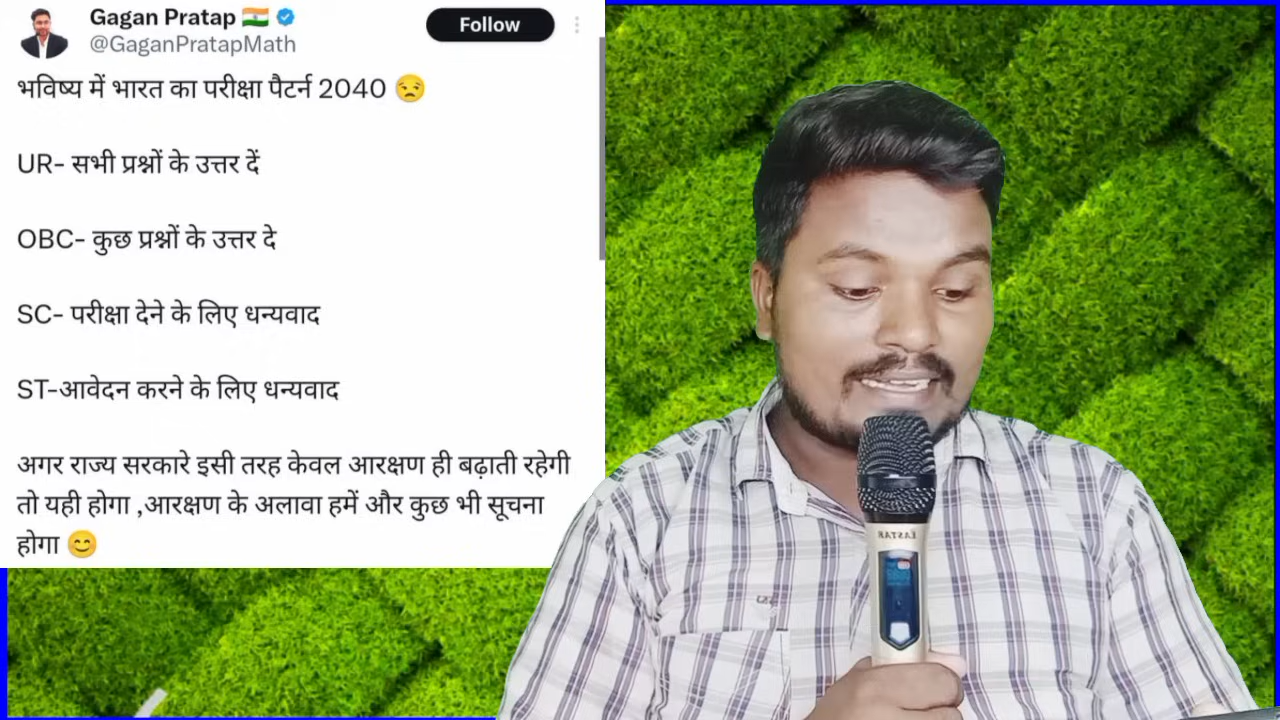 Gagan Pratap 🇮🇳
@GaganPratapMath
Follow
भविष्य में भारत का परीक्षा पैटर्न 2040 😒
UR- सभी प्रश्नों के उत्तर दें
OBC- कुछ प्रश्नों के उत्तर दे
SC- परीक्षा देने के लिए धन्यवाद
ST-आवेदन करने के लिए धन्यवाद
अगर राज्य सरकारे इसी तरह केवल आरक्षण ही बढ़ाती रहेगी
तो यही होगा ,आरक्षण के अलावा हमें और कुछ भी सूचना
होगा 😊
EASTAR